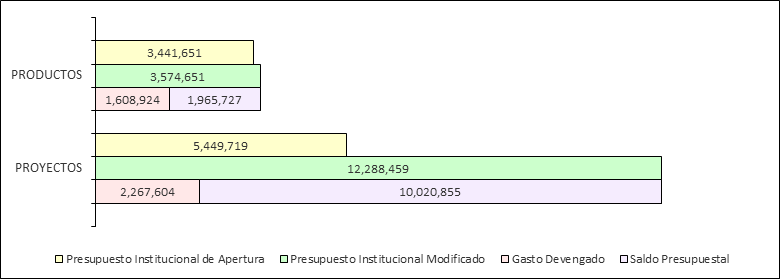 3,441,651
PRODUCTOS
3,574,651
1,608,924 1,965,727
5,449,719
PROYECTOS
12,288,459
2,267,604 10,020,855
Presupuesto Institucional de Apertura Presupuesto Institucional Modificado Gasto Devengado Saldo Presupuestal